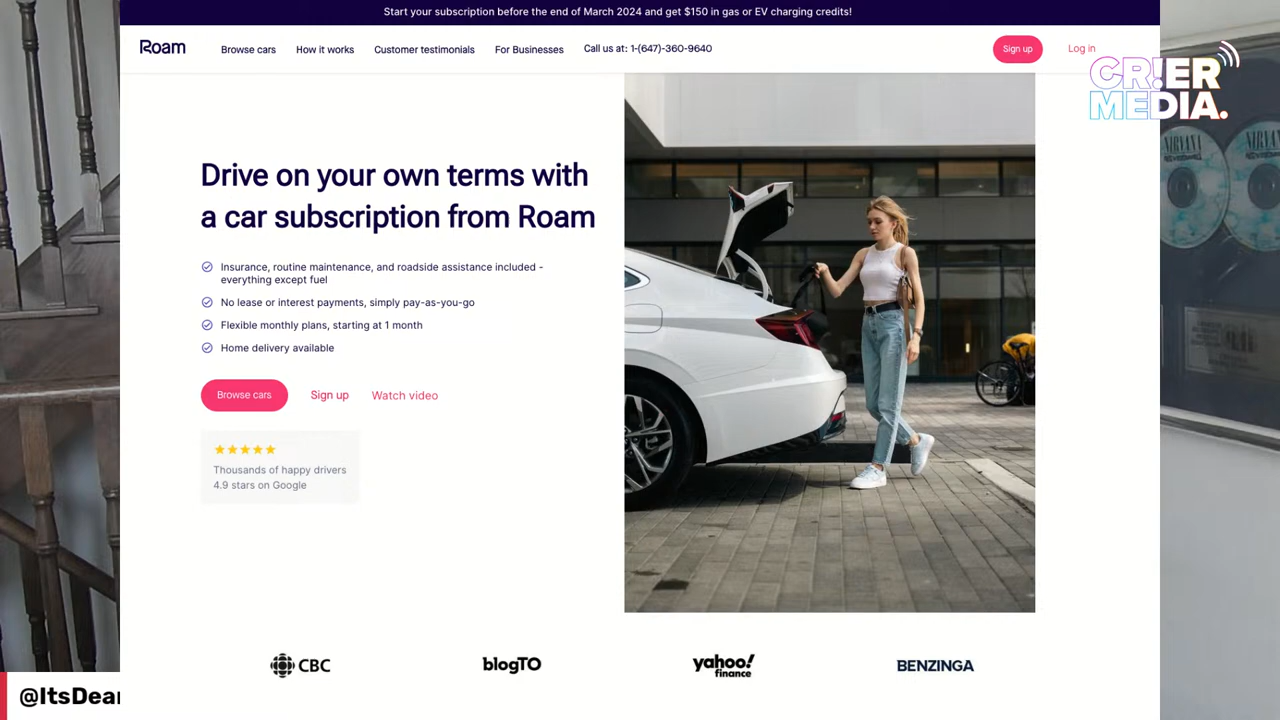 Start your subscription before the end of March 2024 and get $150 in gas or EV charging credits!
Roam
Browse cars
How it works
Customer testimonials
For Businesses
Call us at: 1-(647)-360-9640
Sign up
Log in
CR!ER
MEDIA.
NIRVANA
NIRVANA
Drive on your own terms with
a car subscription from Roam
Insurance, routine maintenance, and roadside assistance included -
everything except fuel
No lease or interest payments, simply pay-as-you-go
Flexible monthly plans, starting at 1 month
Home delivery available
Browse cars
Sign up
Watch video
Thousands of happy drivers
4.9 stars on Google
CBC
blogTO
yahoo!
finance
BENZINGA
@ItsDea